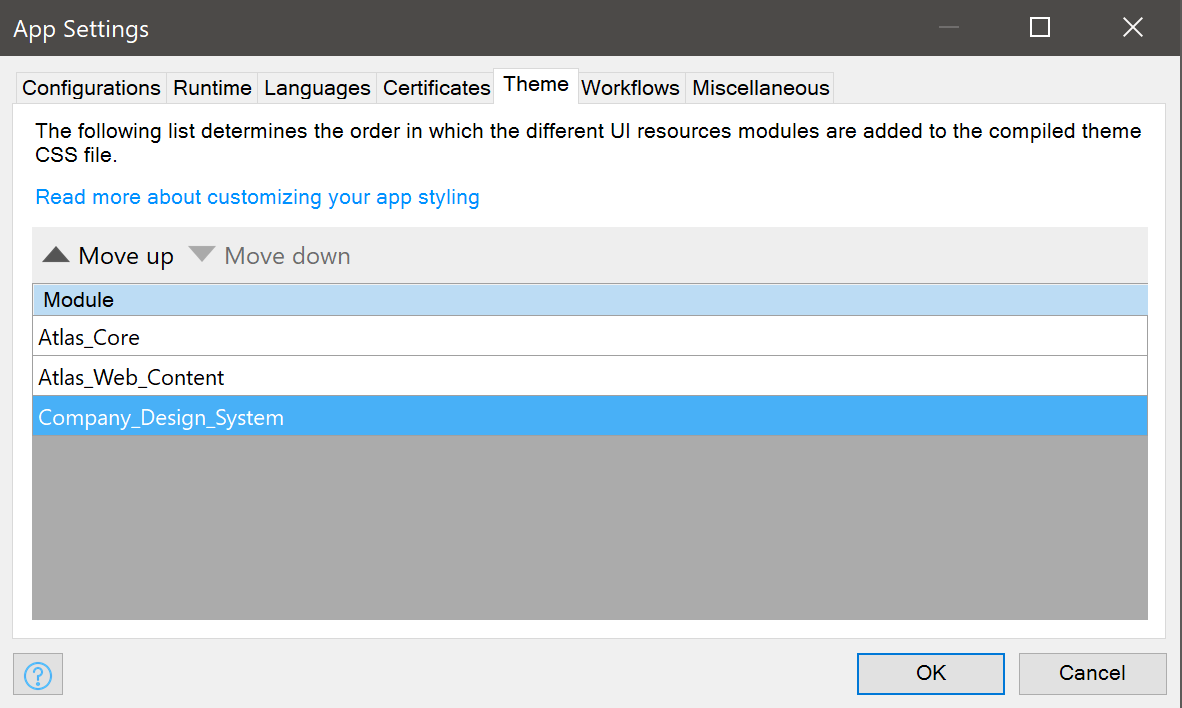 App Settings
Configurations Runtime Languages Certificates Theme Workflows Miscellaneous
The following list determines the order in which the different UI resources modules are added to the compiled theme
CSS file.
Read more about customizing your app styling
Move up Move down
Module
Atlas_Core
Atlas_Web_Content
Company_Design_System
? OK Cancel